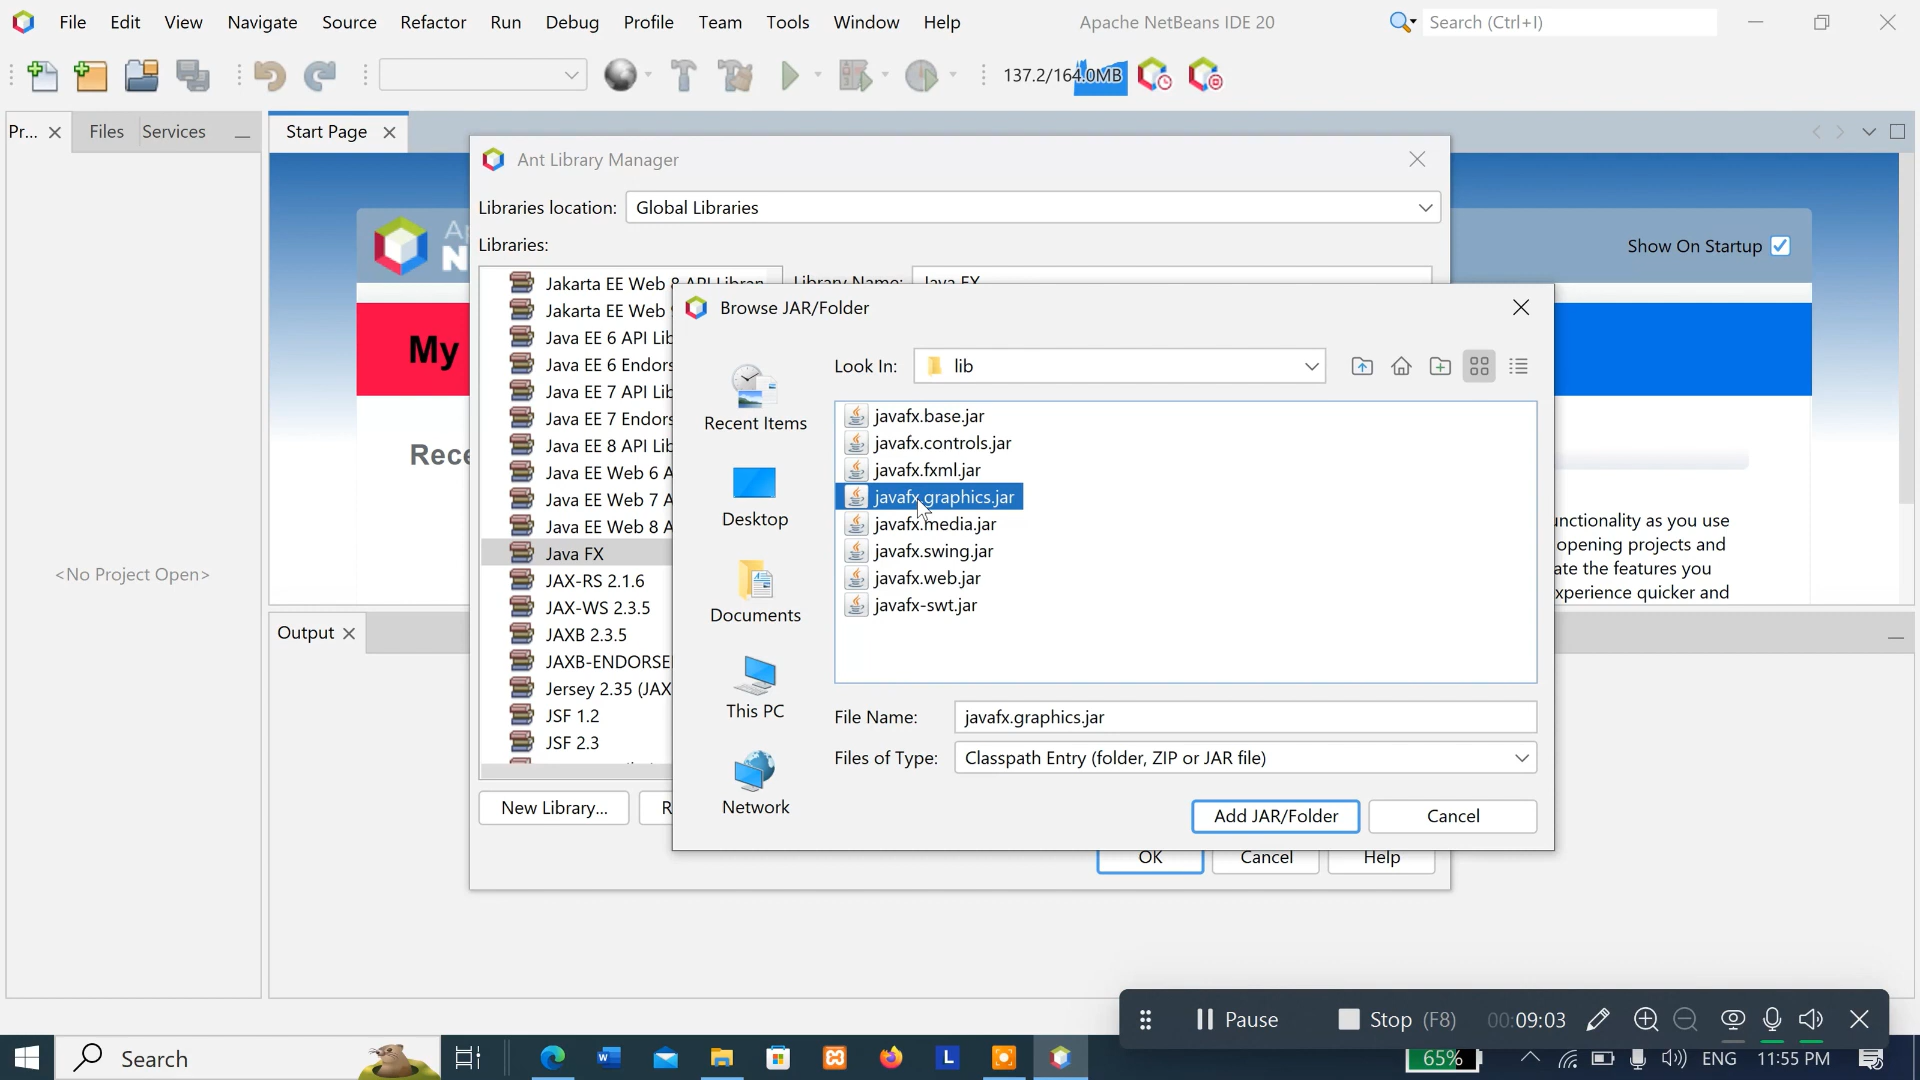 File Edit View Navigate Source Refactor Run Debug Profile Team Tools Window Help
Apache NetBeans IDE 20
Search (Ctrl+I)
137.2/164.0MB
Pr...
Files
Services
Start Page
Ant Library Manager
Libraries location:
Global Libraries
Libraries:
Show On Startup
My
Rece
<No Project Open>
Jakarta EE Web
Jakarta EE Web
Java EE 6 API Lib
Java EE 6 Endors
Java EE 7 API Lib
Java EE 7 Endors
Java EE 8 API Lib
Java EE Web 6 A
Java EE Web 7 A
Java EE Web 8 A
Java FX
JAX-RS 2.1.6
JAX-WS 2.3.5
JAXB 2.3.5
JAXB-ENDORSE
Jersey 2.35 (JAX
JSF 1.2
JSF 2.3
Library Name:
Java FX
Browse JAR/Folder
Look In:
lib
Recent Items
Desktop
Documents
This PC
Network
javafx.base.jar
javafx.controls.jar
javafx.fxml.jar
javafx.graphics.jar
javafx.media.jar
javafx.swing.jar
javafx.web.jar
javafx-swt.jar
File Name:
javafx.graphics.jar
Files of Type:
Classpath Entry (folder, ZIP or JAR file)
Add JAR/Folder
Cancel
New Library...
R
OK
Cancel
Help
unctionality as you use
opening projects and
ate the features you
xperience quicker and
Output
Pause
Stop (F8)
00:09:03
Search
65%
ENG
11:55 PM